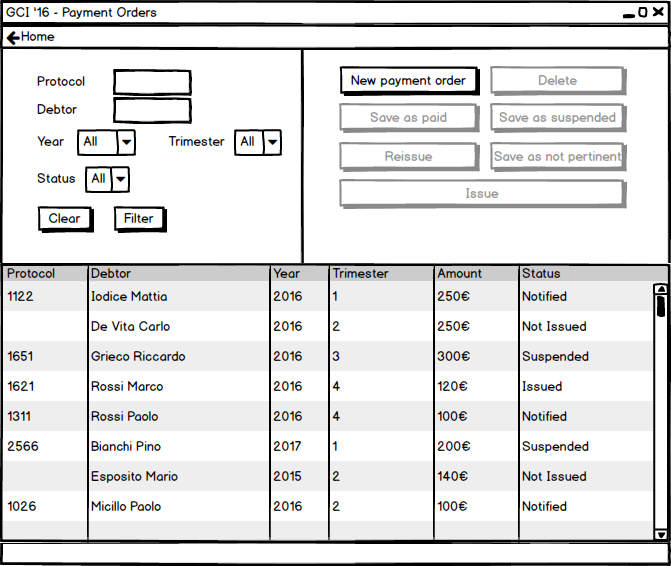 GCI '16 - Payment Orders
Home
Protocol
Debtor
Year All Trimester All
Status All
Clear Filter
New payment order Delete
Save as paid Save as suspended
Reissue Save as not pertinent
Issue
Protocol Debtor Year Trimester Amount Status
1122 Iodice Mattia 2016 1 250€ Notified
De Vita Carlo 2016 2 250€ Not Issued
1651 Grieco Riccardo 2016 3 300€ Suspended
1621 Rossi Marco 2016 4 120€ Issued
1311 Rossi Paolo 2016 4 100€ Notified
2566 Bianchi Pino 2017 1 200€ Suspended
Esposito Mario 2015 2 140€ Not Issued
1026 Micillo Paolo 2016 2 100€ Notified